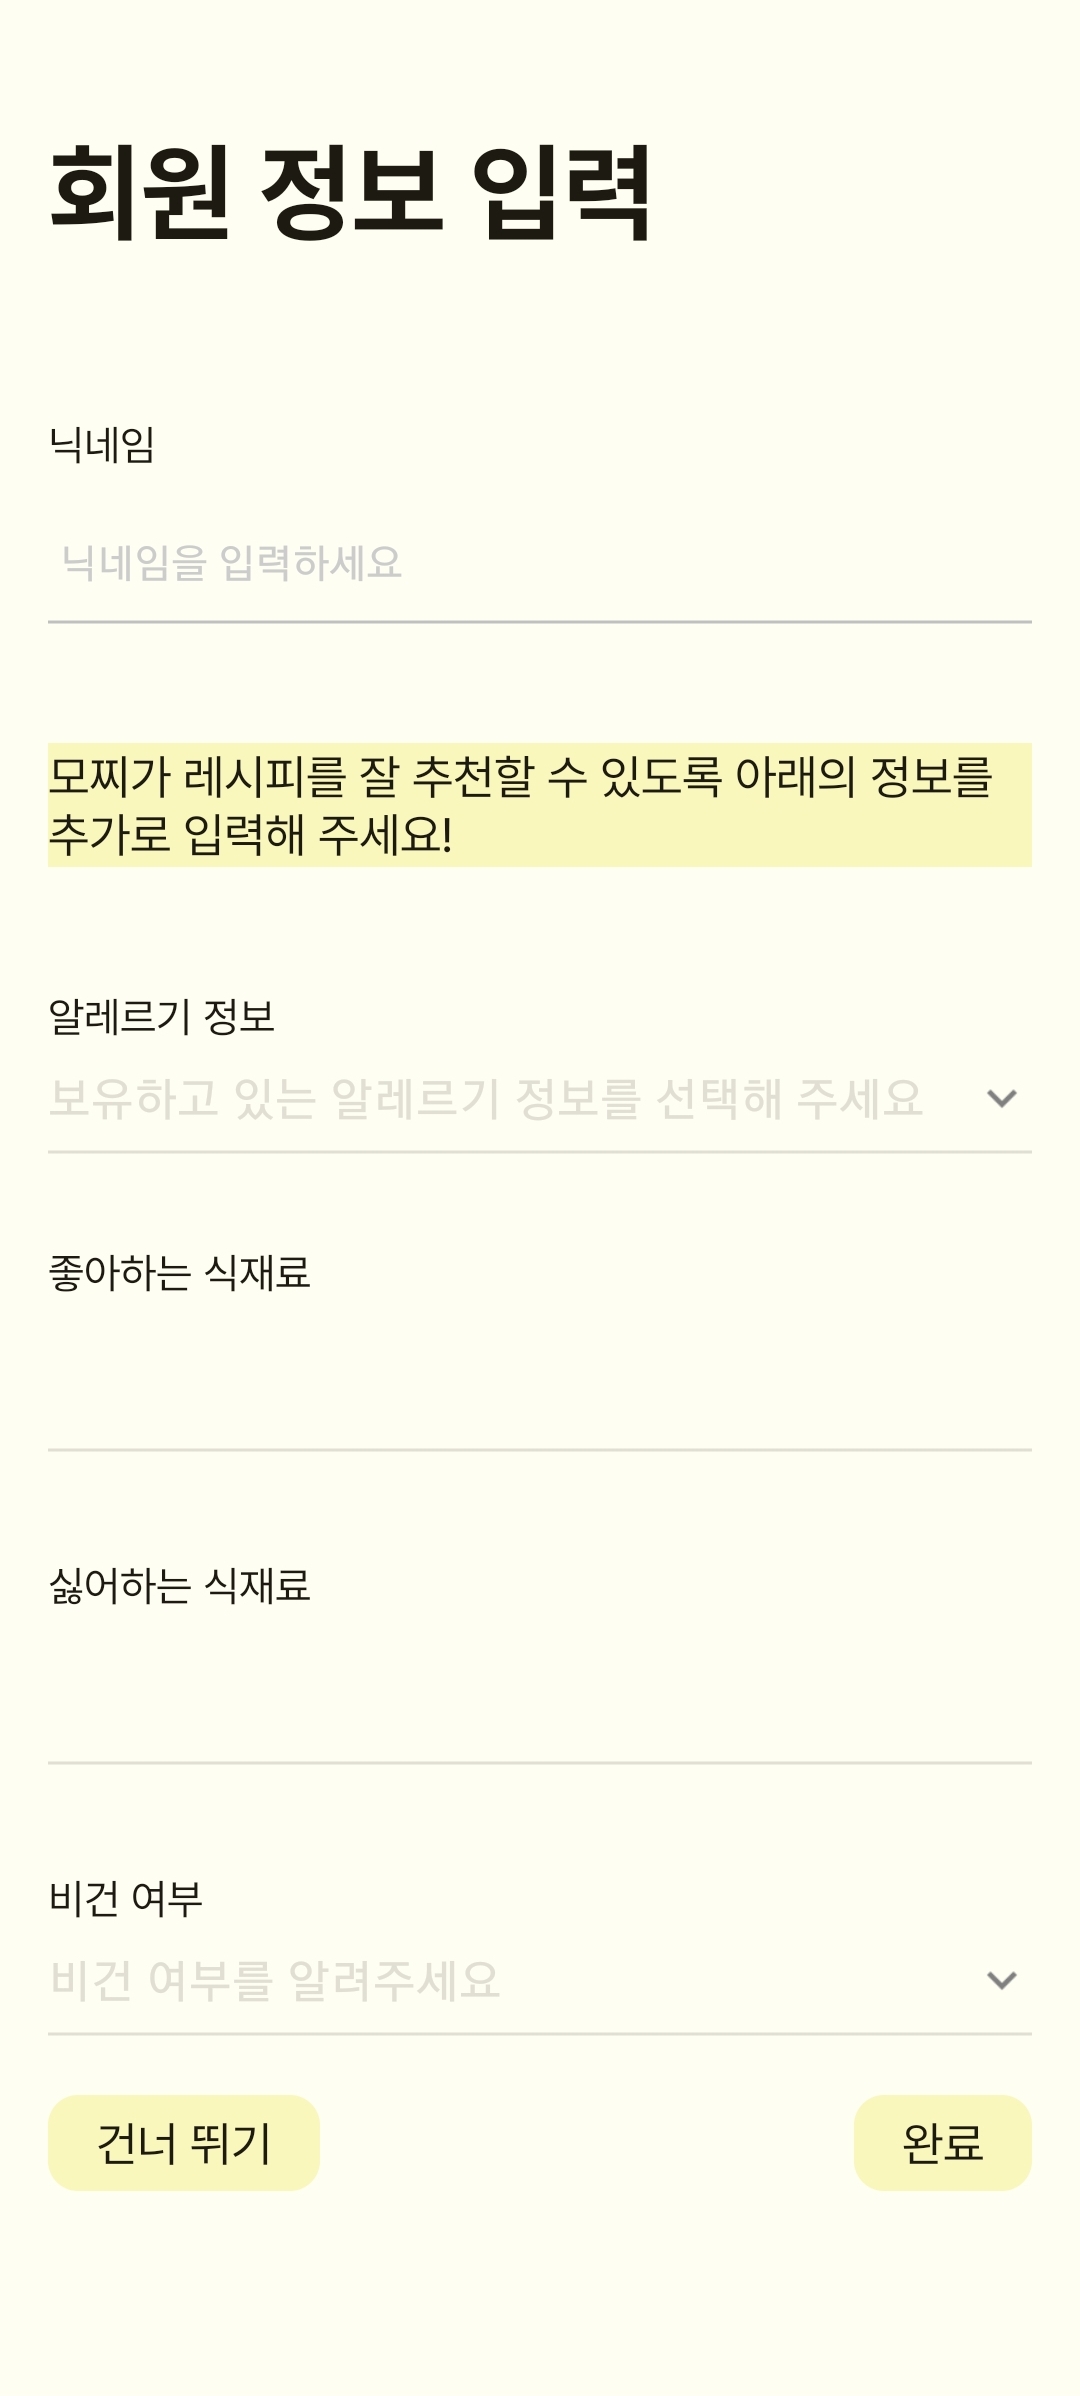 회원 정보 입력
닉네임
닉네임을 입력하세요
모찌가 레시피를 잘 추천할 수 있도록 아래의 정보를
추가로 입력해 주세요!
알레르기 정보
보유하고 있는 알레르기 정보를 선택해 주세요
좋아하는 식재료
싫어하는 식재료
비건 여부
비건 여부를 알려주세요
건너 뛰기 완료